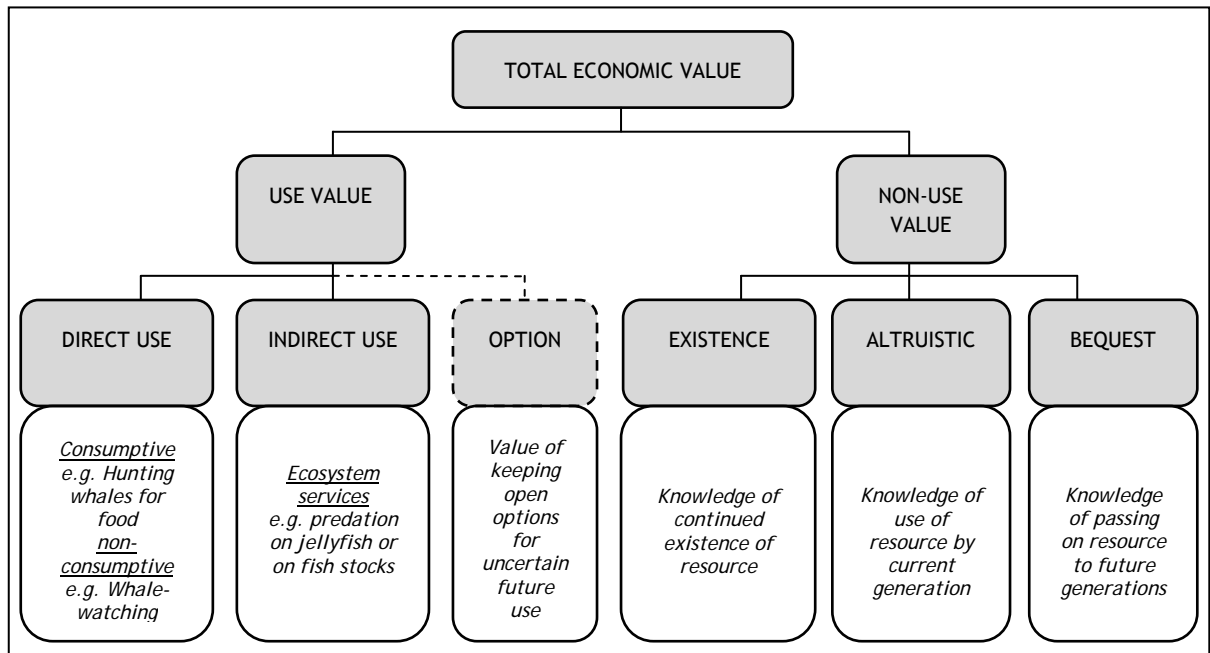 TOTAL ECONOMIC VALUE
USE VALUE
NON-USE
VALUE
DIRECT USE
INDIRECT USE
OPTION
EXISTENCE
ALTRUISTIC
BEQUEST
Consumptive
e.g. Hunting
whales for
food
non-
consumptive
e.g. Whale-
watching
Ecosystem
services
e.g. predation
on jellyfish or
on fish stocks
Value of
keeping
open
options
for
uncertain
future
use
Knowledge of
continued
existence of
resource
Knowledge of
use of
resource by
current
generation
Knowledge
of passing
on resource
to future
generations